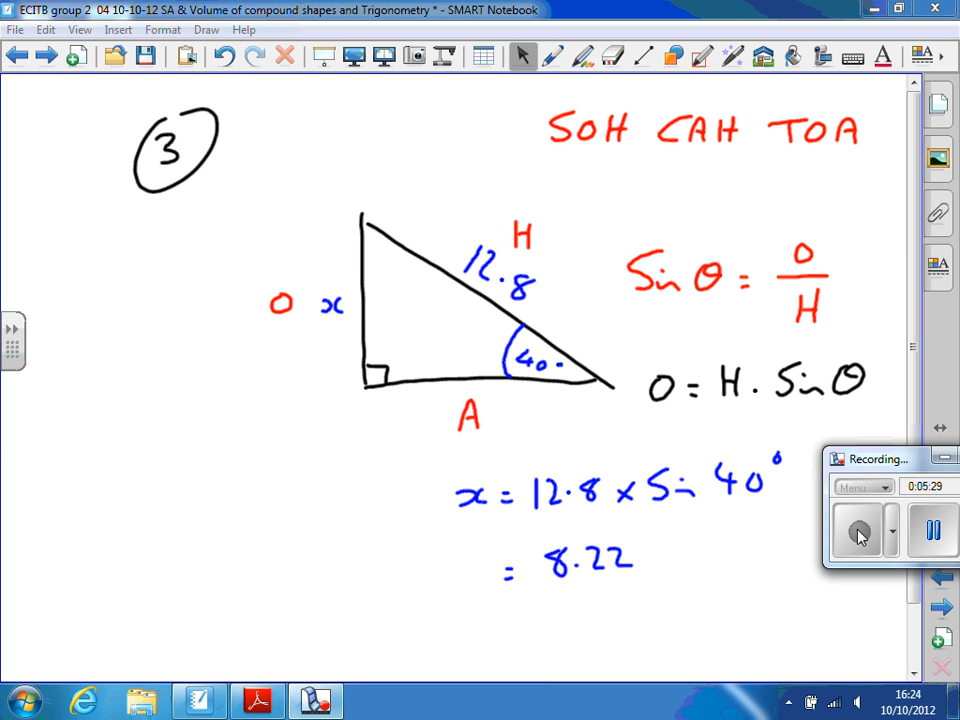 ECITB group 2 04 10-10-12 SA & Volume of compound shapes and Trigonometry * - SMART Notebook
File Edit View Insert Format Draw Help
3
SOH CAH TOA
H
12.8
Sin θ = O
H
O x
40°
O = H . Sin θ
A
Recording...
Menu
0:05:29
x = 12.8 x Sin 40°
= 8.22
16:24
10/10/2012